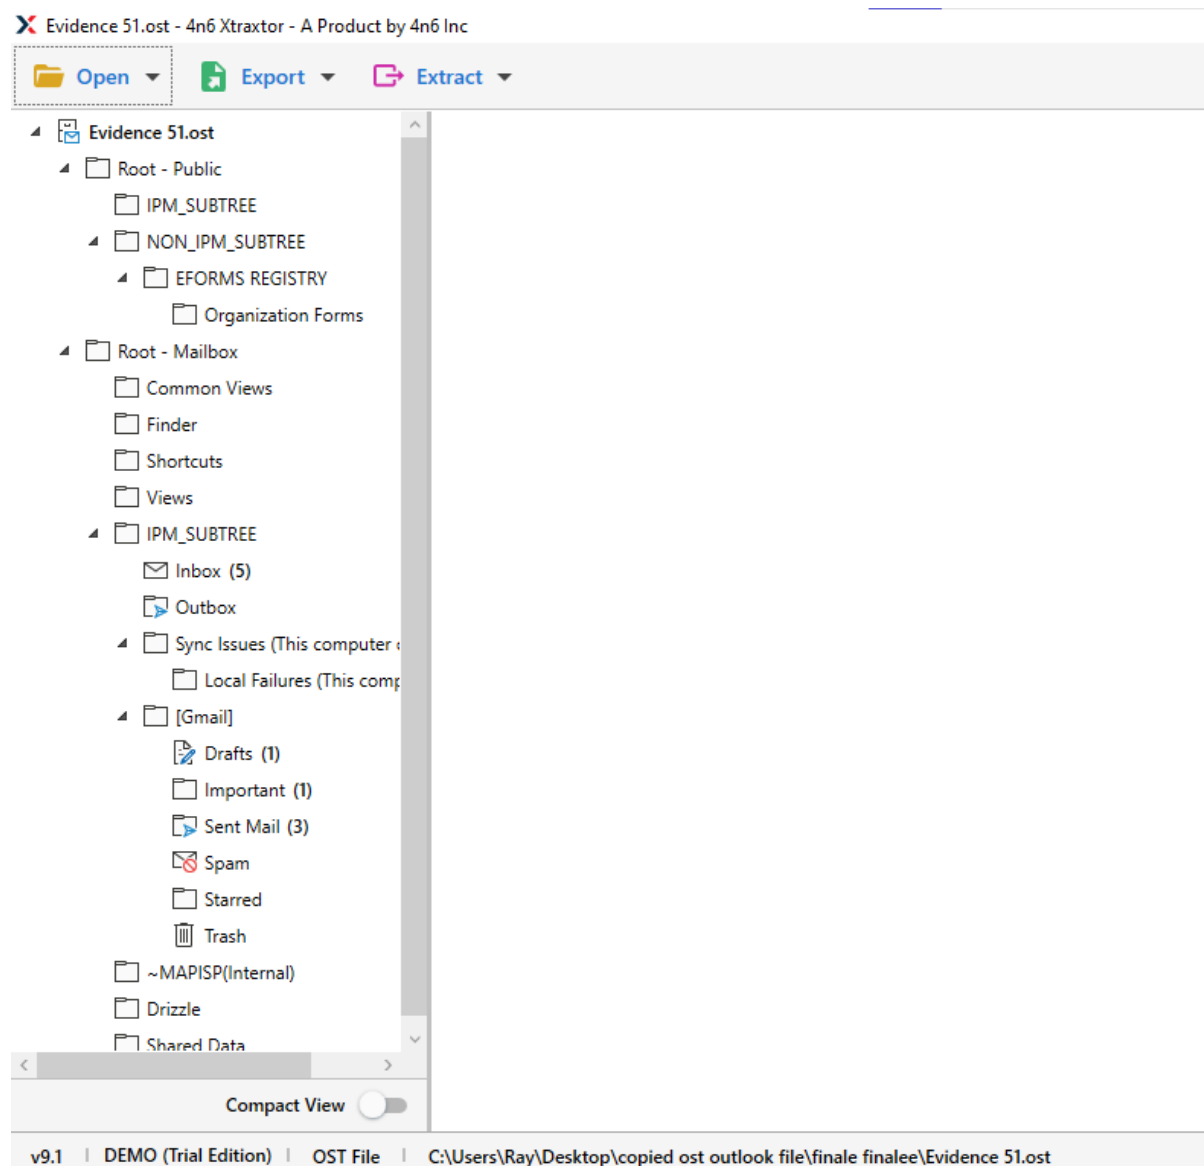 Evidence 51.ost - 4n6 Xtraxtor - A Product by 4n6 Inc
Open Export Extract
Evidence 51.ost
Root - Public
IPM_SUBTREE
NON_IPM_SUBTREE
EFORMS REGISTRY
Organization Forms
Root - Mailbox
Common Views
Finder
Shortcuts
Views
IPM_SUBTREE
Inbox (5)
Outbox
Sync Issues (This computer
Local Failures (This comp
[Gmail]
Drafts (1)
Important (1)
Sent Mail (3)
Spam
Starred
Trash
~MAPISP(Internal)
Drizzle
Shared Data
Compact View
v9.1 | DEMO (Trial Edition) | OST File | C:\Users\Ray\Desktop\copied ost outlook file\finale finalee\Evidence 51.ost